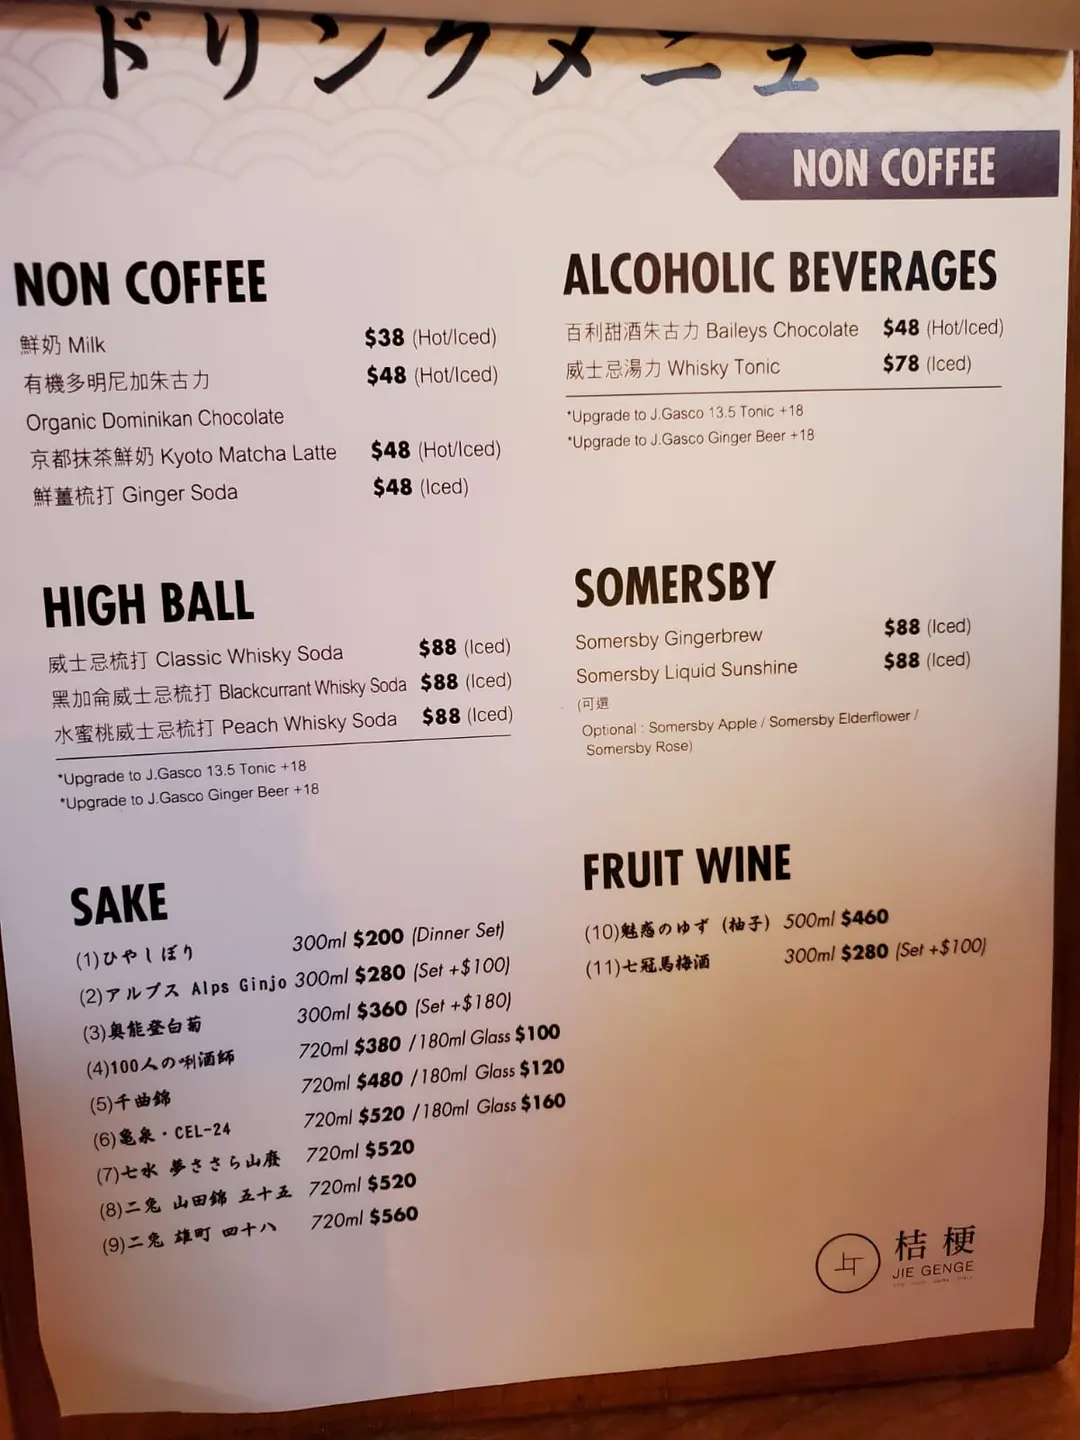 ドリンクメニュー
NON COFFEE
NON COFFEE
鮮奶 Milk $38 (Hot/Iced)
有機多明尼加朱古力 $48 (Hot/Iced)
Organic Dominikan Chocolate
京都抹茶鮮奶 Kyoto Matcha Latte $48 (Hot/Iced)
鮮薑梳打 Ginger Soda $48 (Iced)
ALCOHOLIC BEVERAGES
百利甜酒朱古力 Baileys Chocolate $48 (Hot/Iced)
威士忌湯力 Whisky Tonic $78 (Iced)
*Upgrade to J.Gasco 13.5 Tonic +18
*Upgrade to J.Gasco Ginger Beer +18
HIGH BALL
威士忌梳打 Classic Whisky Soda $88 (Iced)
黑加侖威士忌梳打 Blackcurrant Whisky Soda $88 (Iced)
水蜜桃威士忌梳打 Peach Whisky Soda $88 (Iced)
*Upgrade to J.Gasco 13.5 Tonic +18
*Upgrade to J.Gasco Ginger Beer +18
SOMERSBY
Somersby Gingerbrew $88 (Iced)
Somersby Liquid Sunshine $88 (Iced)
(可選
Optional : Somersby Apple / Somersby Elderflower /
Somersby Rose)
SAKE
(1)ひやしぼり 300ml $200 (Dinner Set)
(2)アルプス Alps Ginjo 300ml $280 (Set +$100)
(3)奥能登白菊 300ml $360 (Set +$180)
(4)100人の唎酒師 720ml $380 /180ml Glass $100
(5)千曲錦 720ml $480 /180ml Glass $120
(6)亀泉・CEL-24 720ml $520 /180ml Glass $160
(7)七水 夢ささら山廃 720ml $520
(8)二兎 山田錦 五十五 720ml $520
(9)二兎 雄町 四十八 720ml $560
FRUIT WINE
(10)魅惑のゆず (柚子) 500ml $460
(11)七冠馬梅酒 300ml $280 (Set +$100)
桔梗
JIE GENGE